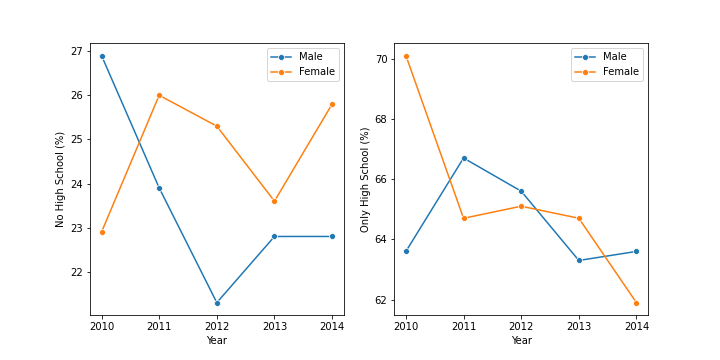 No High School (%)
27
26
25
24
23
22
2010 2011 2012 2013 2014
Year
Male
Female
Only High School (%)
70
68
66
64
62
2010 2011 2012 2013 2014
Year
Male
Female